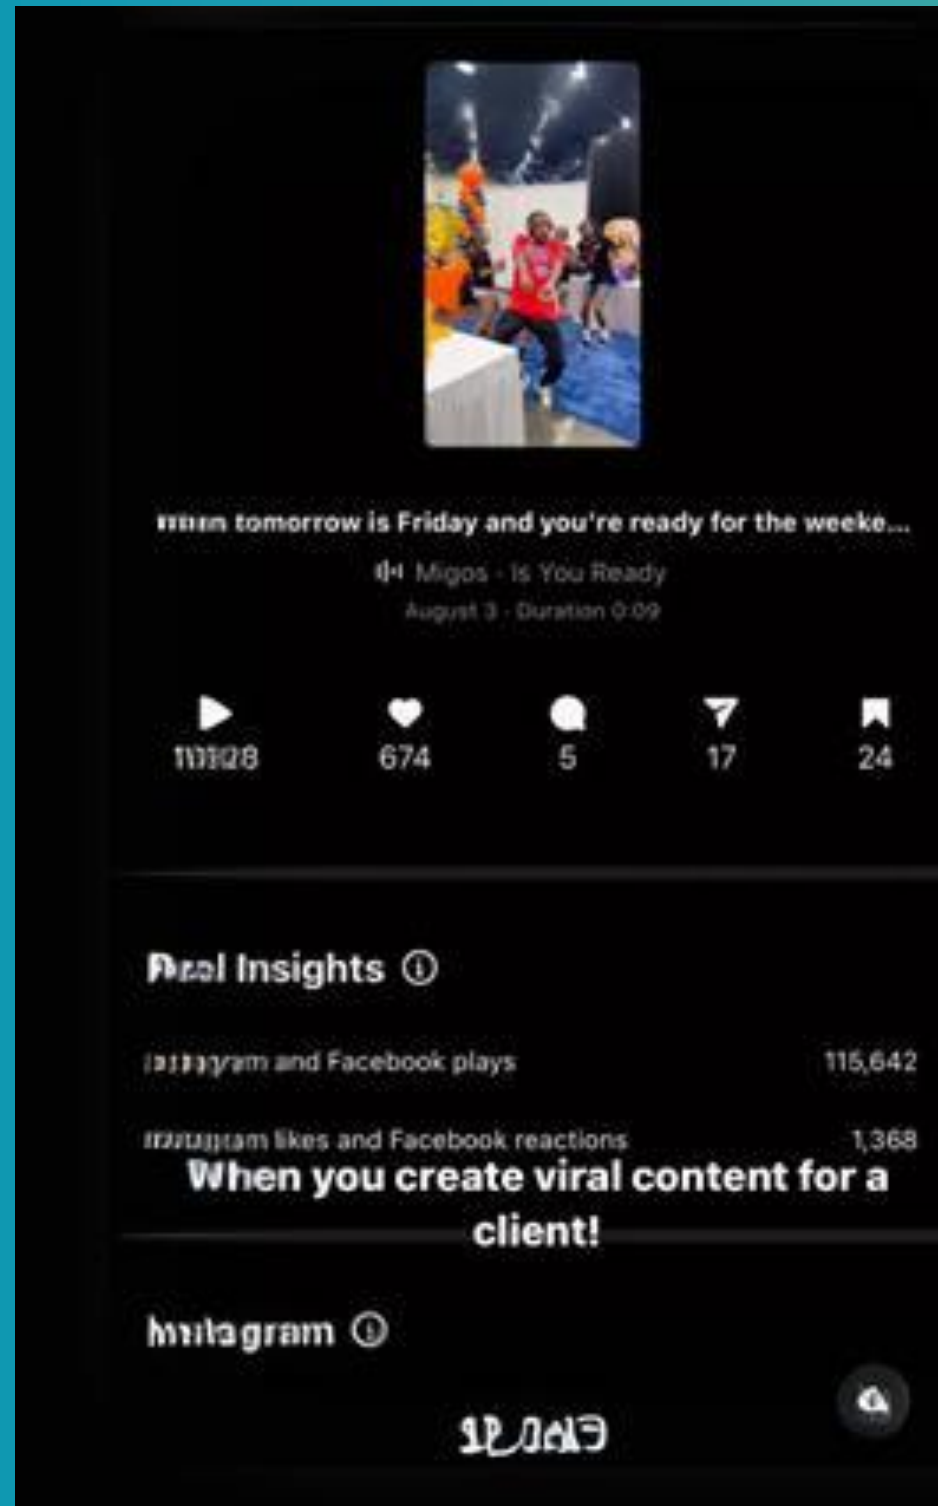 tomorrow is Friday and you're ready for the weeke...
Migos - Is You Ready
August 3 · Duration 0:09
674 5 17 24
Insights
and Facebook plays 115,642
likes and Facebook reactions 1,368
When you create viral content for a
client!
Instagram